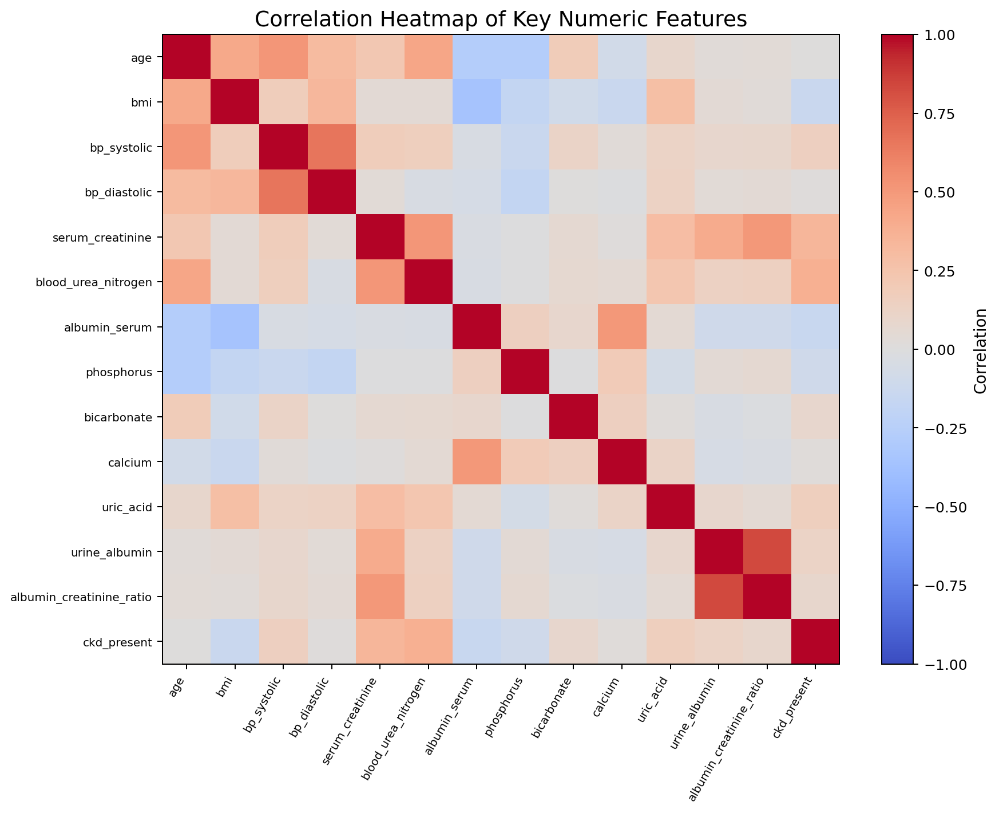 Correlation Heatmap of Key Numeric Features
age
bmi
bp_systolic
bp_diastolic
serum_creatinine
blood_urea_nitrogen
albumin_serum
phosphorus
bicarbonate
calcium
uric_acid
urine_albumin
albumin_creatinine_ratio
ckd_present
age
bmi
bp_systolic
bp_diastolic
serum_creatinine
blood_urea_nitrogen
albumin_serum
phosphorus
bicarbonate
calcium
uric_acid
urine_albumin
albumin_creatinine_ratio
ckd_present
1.00
0.75
0.50
0.25
0.00
−0.25
−0.50
−0.75
−1.00
Correlation